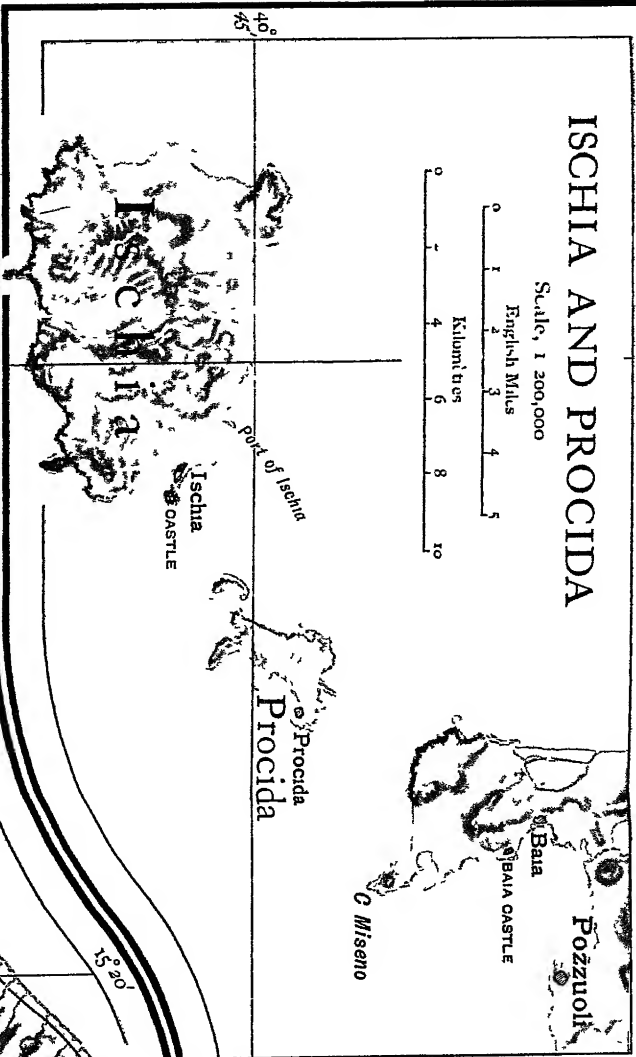 ISCHIA AND PROCIDA
Scale, 1 200,000
English Miles
0 1 2 3 4 5
Kilometres
0 2 4 6 8 10
40°
45'
Ischia
Port of Ischia
Ischia
CASTLE
Procida
Procida
Pozzuoli
Baia
BAIA CASTLE
C Miseno
15° 20'